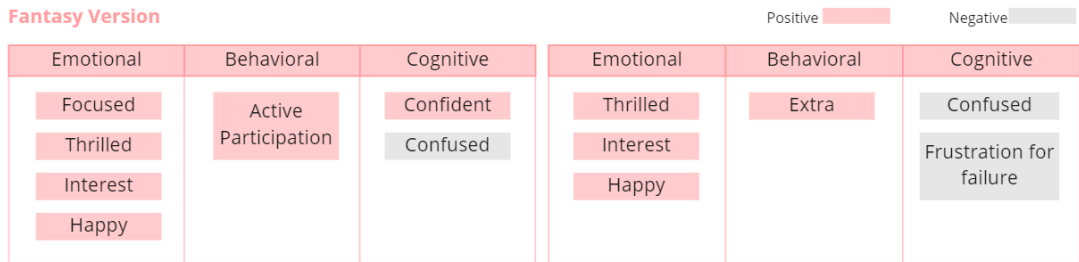 Fantasy Version
Positive
Negative
Emotional
Behavioral
Cognitive
Focused
Thrilled
Interest
Happy
Active
Participation
Confident
Confused
Emotional
Behavioral
Cognitive
Thrilled
Interest
Happy
Extra
Confused
Frustration for
failure